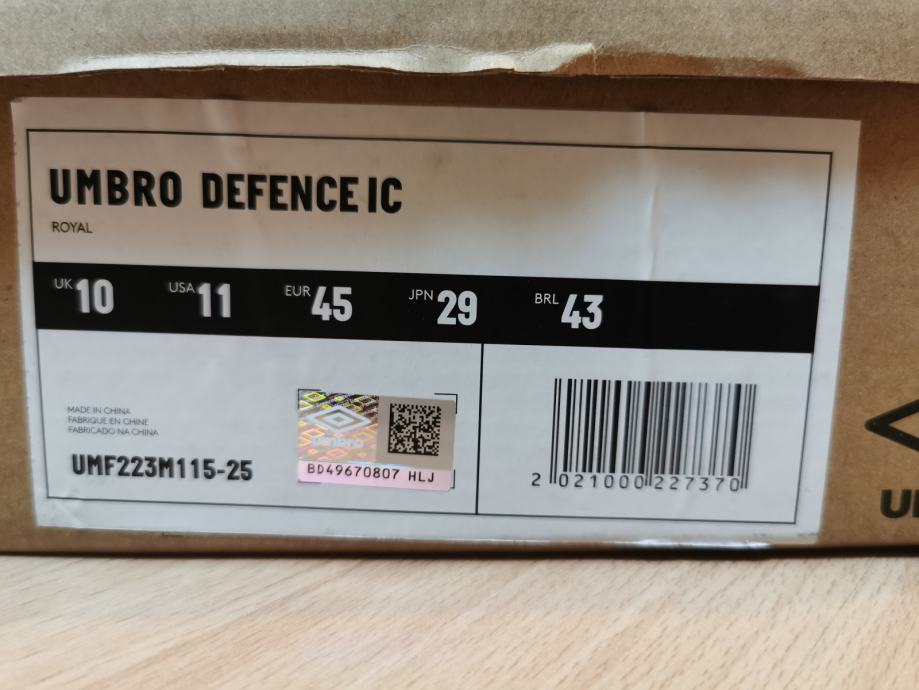 UMBRO DEFENCE IC
ROYAL
UK 10 USA 11 EUR 45 JPN 29 BRL 43
MADE IN CHINA
FABRIQUE EN CHINE
FABRICADO NA CHINA
UMF223M115-25
umbro
BD49670807 HLJ
2 021000 227370